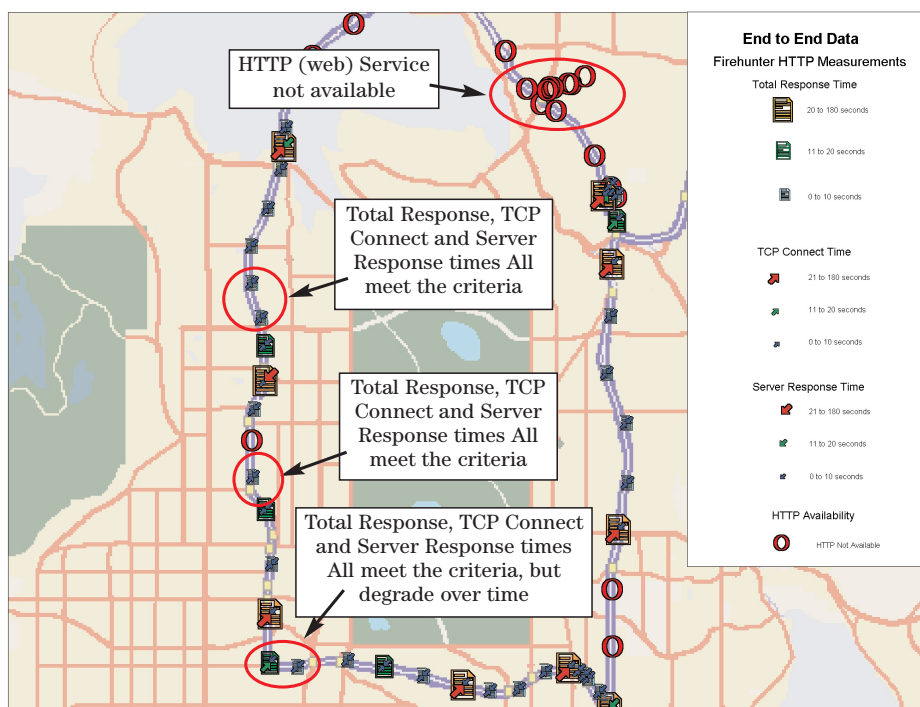 HTTP (web) Service
not available
Total Response, TCP
Connect and Server
Response times All
meet the criteria
Total Response, TCP
Connect and Server
Response times All
meet the criteria
Total Response, TCP Connect
and Server Response times
All meet the criteria, but
degrade over time
End to End Data
Firehunter HTTP Measurements
Total Response Time
20 to 180 seconds
11 to 20 seconds
0 to 10 seconds
TCP Connect Time
21 to 180 seconds
11 to 20 seconds
0 to 10 seconds
Server Response Time
21 to 180 seconds
11 to 20 seconds
0 to 10 seconds
HTTP Availability
HTTP Not Available